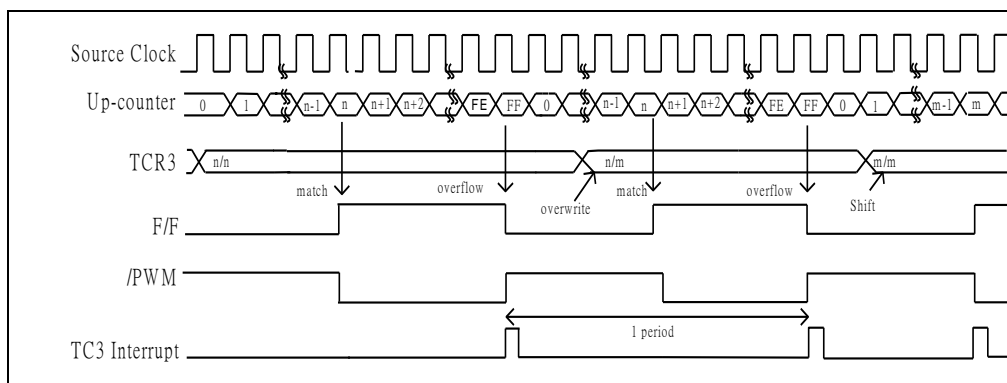 Source Clock
Up-counter 0 1 n-1 n n+1 n+2 FE FF 0 n-1 n n+1 n+2 FE FF 0 1 m-1 m
TCR3 n/n n/m m/m
match overflow overwrite match overflow Shift
F/F
/PWM
1 period
TC3 Interrupt